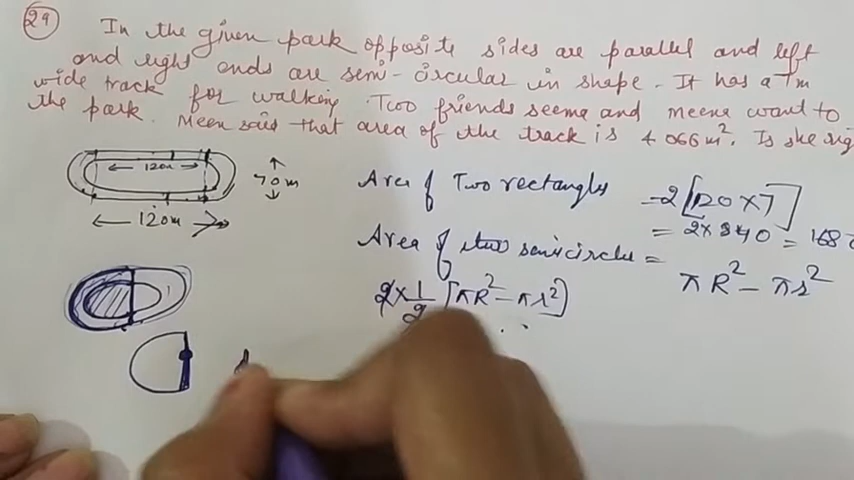 29
In the given park opposite sides are parallel and left
and right ends are semi-circular in shape. It has a 7m
wide track for walking Two friends seema and meena want to
the park. Meen said that area of the track is 4066m². Is she rig
120m
70m
120m
Area of Two rectangles = 2[120×7]
= 2×840 = 168
Area of two semicircle =
2×1/2[πR²-πr²]
πR²-πr²